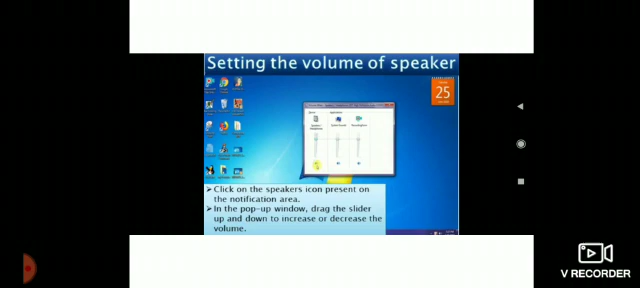 Setting the volume of speaker
25
➢ Click on the speakers icon present on
the notification area.
➢ In the pop-up window, drag the slider
up and down to increase or decrease the
volume.
V RECORDER